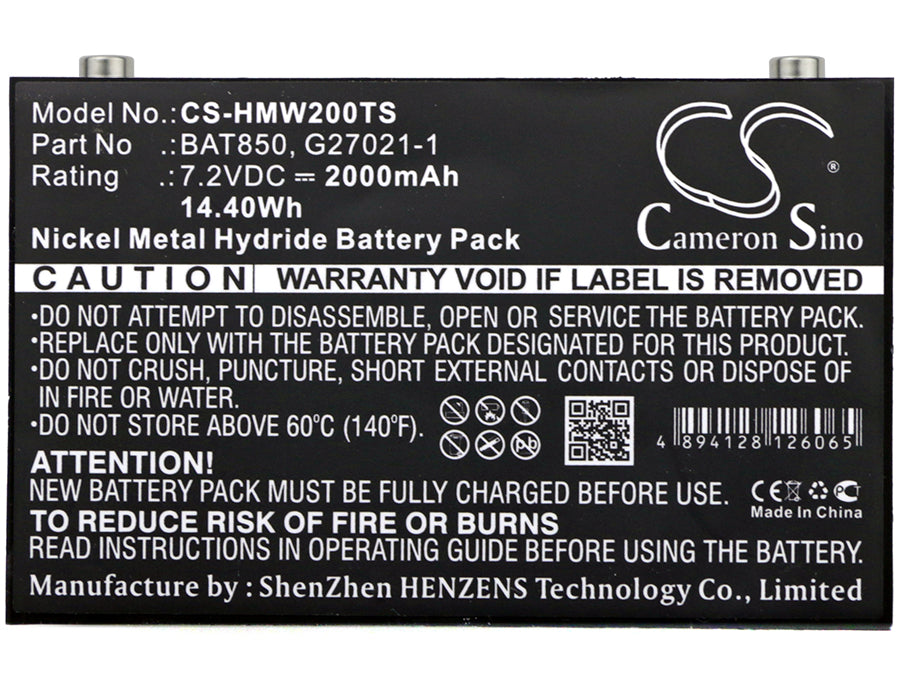 Model No.: CS-HMW200TS
Part No .: BAT850, G27021-1
Rating .: 7.2VDC ⎓ 2000mAh
14.40Wh
Nickel Metal Hydride Battery Pack
®
Cameron Sino
CAUTION WARRANTY VOID IF LABEL IS REMOVED
•DO NOT ATTEMPT TO DISASSEMBLE, OPEN OR SERVICE THE BATTERY PACK.
•REPLACE ONLY WITH THE BATTERY PACK DESIGNATED FOR THIS PRODUCT.
•DO NOT CRUSH, PUNCTURE, SHORT EXTERNAL CONTACTS OR DISPOSE OF
IN FIRE OR WATER.
•DO NOT STORE ABOVE 60°C (140°F).
Pb
4 894128 126065
ATTENTION!
NEW BATTERY PACK MUST BE FULLY CHARGED BEFORE USE.
CE
Made In China
TO REDUCE RISK OF FIRE OR BURNS
READ INSTRUCTIONS IN OPERATING GUIDE BEFORE USING THE BATTERY.
Manufacture by : ShenZhen HENZENS Technology Co., Limited